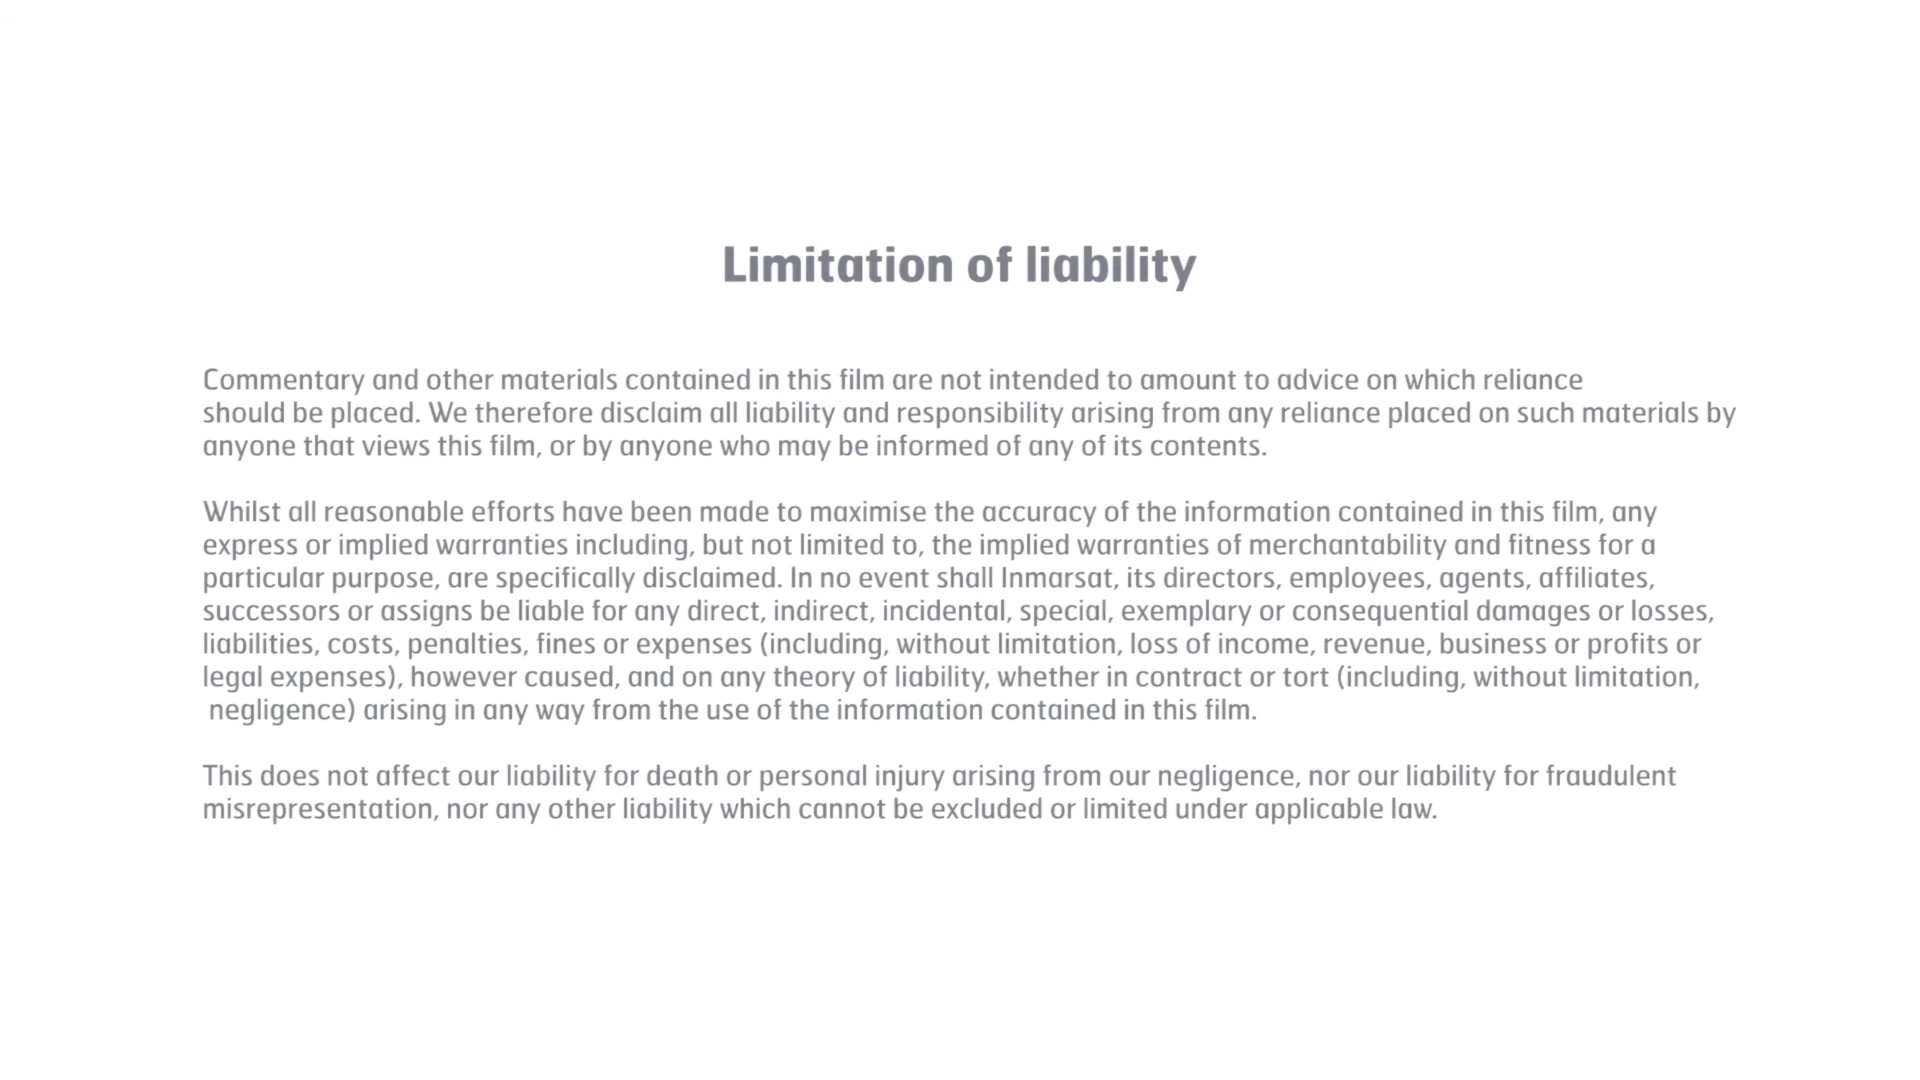 Limitation of liability
Commentary and other materials contained in this film are not intended to amount to advice on which reliance
should be placed. We therefore disclaim all liability and responsibility arising from any reliance placed on such materials by
anyone that views this film, or by anyone who may be informed of any of its contents.
Whilst all reasonable efforts have been made to maximise the accuracy of the information contained in this film, any
express or implied warranties including, but not limited to, the implied warranties of merchantability and fitness for a
particular purpose, are specifically disclaimed. In no event shall Inmarsat, its directors, employees, agents, affiliates,
successors or assigns be liable for any direct, indirect, incidental, special, exemplary or consequential damages or losses,
liabilities, costs, penalties, fines or expenses (including, without limitation, loss of income, revenue, business or profits or
legal expenses), however caused, and on any theory of liability, whether in contract or tort (including, without limitation,
negligence) arising in any way from the use of the information contained in this film.
This does not affect our liability for death or personal injury arising from our negligence, nor our liability for fraudulent
misrepresentation, nor any other liability which cannot be excluded or limited under applicable law.